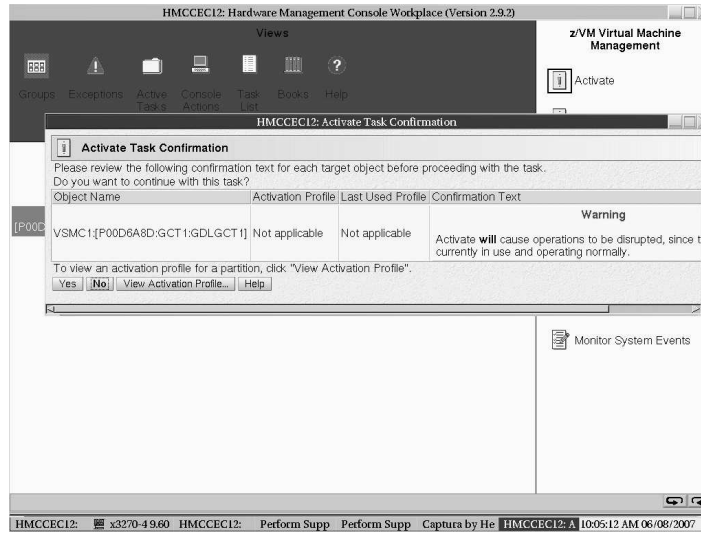 HMCCEC12: Hardware Management Console Workplace (Version 2.9.2)
Views
z/VM Virtual Machine
Management
Groups Exceptions Active Tasks Console Actions Task List Books Help
Activate
HMCCEC12: Activate Task Confirmation
Activate Task Confirmation
Please review the following confirmation text for each target object before proceeding with the task.
Do you want to continue with this task?
Object Name Activation Profile Last Used Profile Confirmation Text
[P00D
VSMC1:[P00D6A8D:GCT1:GDLGCT1] Not applicable Not applicable
Warning
Activate will cause operations to be disrupted, since t
currently in use and operating normally.
To view an activation profile for a partition, click "View Activation Profile".
Yes No View Activation Profile... Help
Monitor System Events
HMCCEC12: x3270-4 9.60 HMCCEC12: Perform Supp Perform Supp Captura by He HMCCEC12: A 10:05:12 AM 06/08/2007